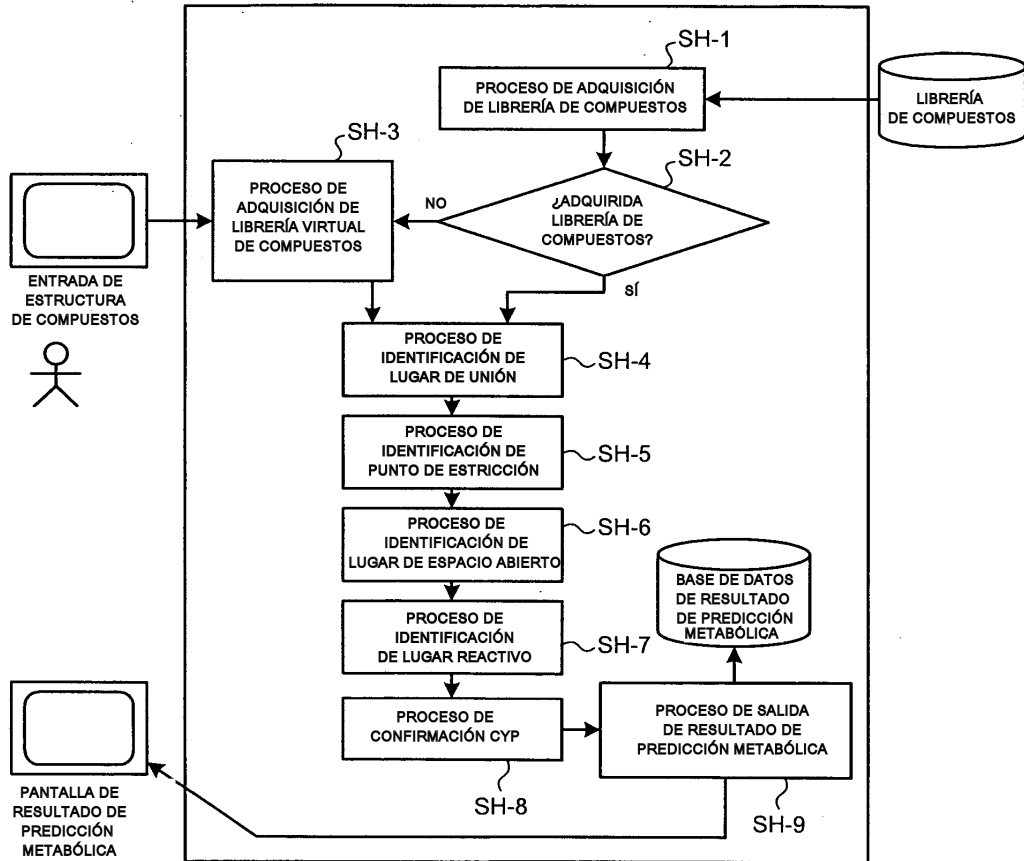 SH-1
PROCESO DE ADQUISICIÓN
DE LIBRERÍA DE COMPUESTOS
LIBRERÍA
DE COMPUESTOS
SH-3
SH-2
PROCESO DE
ADQUISICIÓN DE
LIBRERÍA VIRTUAL
DE COMPUESTOS
NO
¿ADQUIRIDA
LIBRERÍA DE
COMPUESTOS?
SÍ
ENTRADA DE
ESTRUCTURA
DE COMPUESTOS
PROCESO DE
IDENTIFICACIÓN DE
LUGAR DE UNIÓN
SH-4
PROCESO DE
IDENTIFICACIÓN DE
PUNTO DE ESTRICCIÓN
SH-5
PROCESO DE
IDENTIFICACIÓN DE
LUGAR DE ESPACIO ABIERTO
SH-6
BASE DE DATOS
DE RESULTADO
DE PREDICCIÓN
METABÓLICA
PROCESO DE
IDENTIFICACIÓN
DE LUGAR REACTIVO
SH-7
PROCESO DE
CONFIRMACIÓN CYP
SH-8
PROCESO DE SALIDA
DE RESULTADO DE
PREDICCIÓN METABÓLICA
SH-9
PANTALLA DE
RESULTADO DE
PREDICCIÓN
METABÓLICA